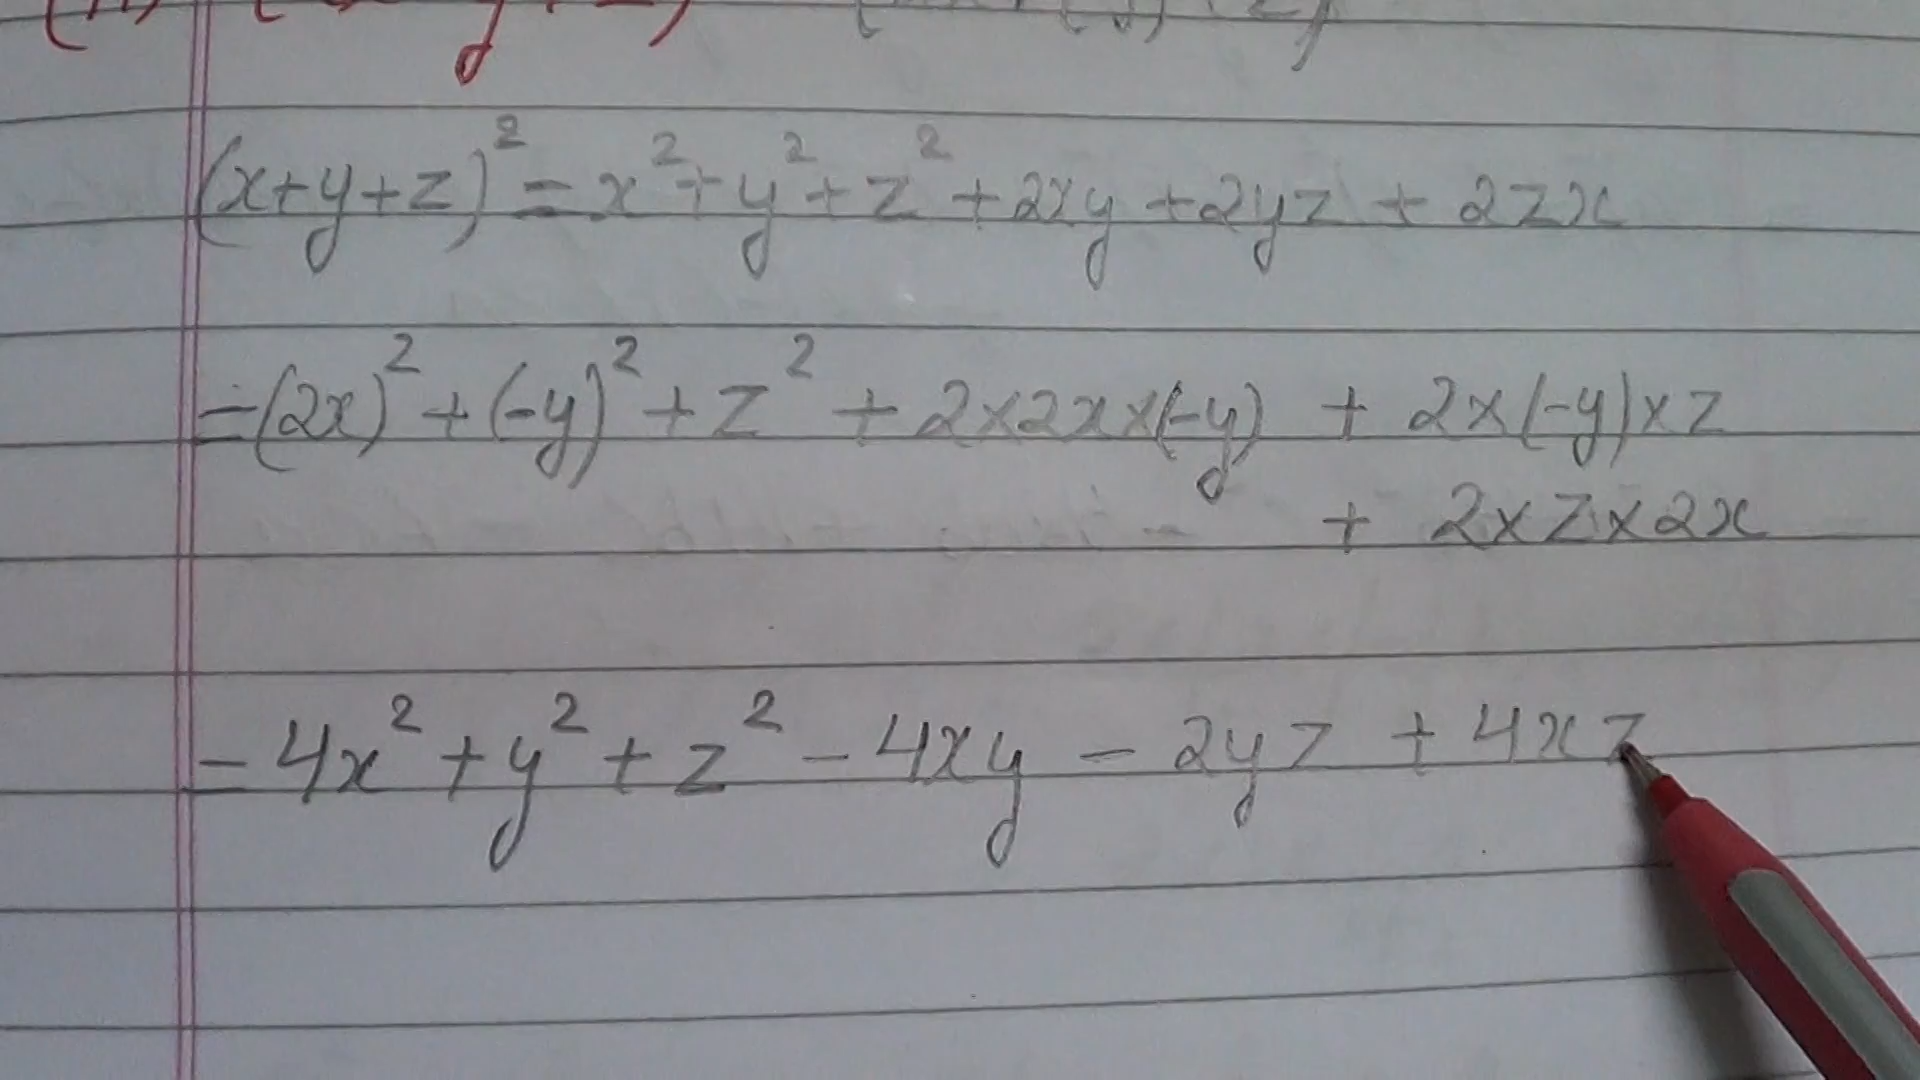 (x+y+z)² = x² + y² + z² + 2xy + 2yz + 2zx
= (2x)² + (-y)² + z² + 2×2x×(-y) + 2×(-y)×z
+ 2×z×2x
= 4x² + y² + z² - 4xy - 2yz + 4xz